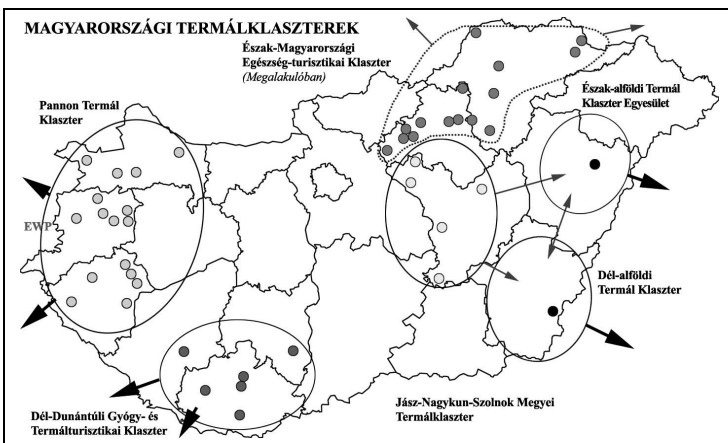 MAGYARORSZÁGI TERMÁLKLASZTEREK
Észak-Magyarországi
Egészség-turisztikai Klaszter
(Megalakulóban)
Pannon Termál
Klaszter
Észak-alföldi Termál
Klaszter Egyesület
EWP
Dél-alföldi
Termál Klaszter
Dél-Dunántúli Gyógy- és
Termálturisztikai Klaszter
Jász-Nagykun-Szolnok Megyei
Termálklaszter